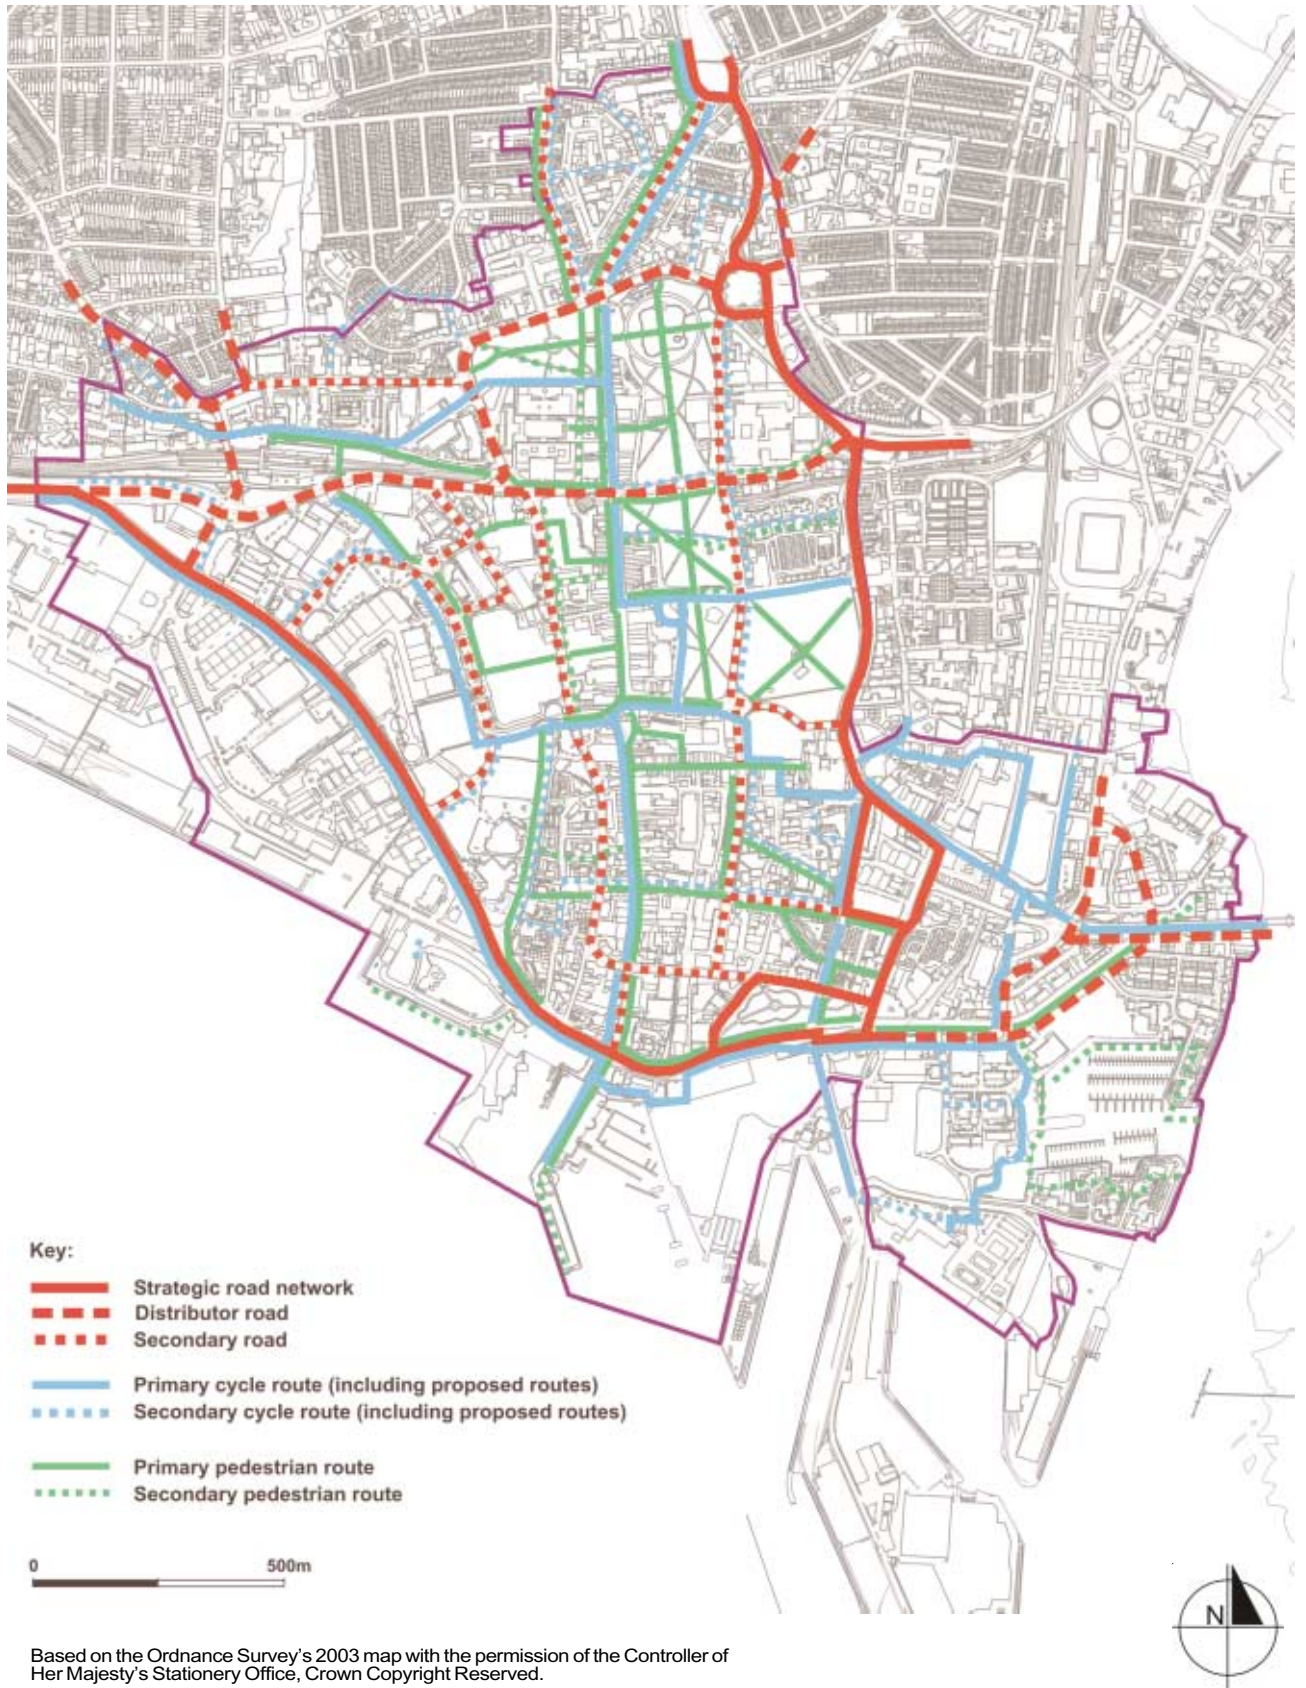 Key:
Strategic road network
Distributor road
Secondary road
Primary cycle route (including proposed routes)
Secondary cycle route (including proposed routes)
Primary pedestrian route
Secondary pedestrian route
0 500m
N
Based on the Ordnance Survey's 2003 map with the permission of the Controller of
Her Majesty's Stationery Office, Crown Copyright Reserved.